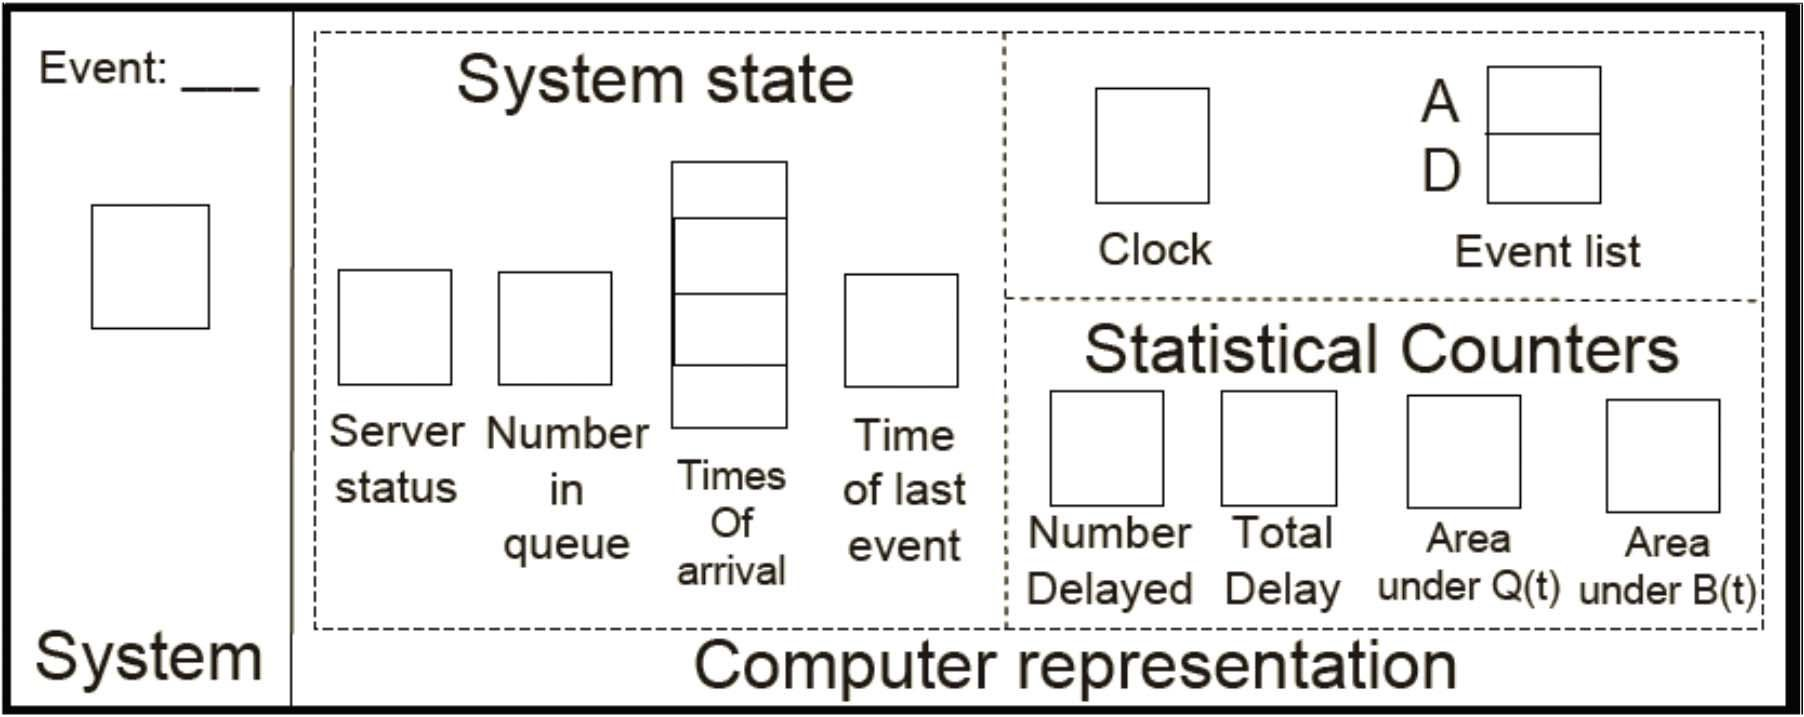 Event: ___
System
System state
Server
status
Number
in
queue
Times
Of
arrival
Time
of last
event
A
D
Clock
Event list
Statistical Counters
Number
Delayed
Total
Delay
Area
under Q(t)
Area
under B(t)
Computer representation